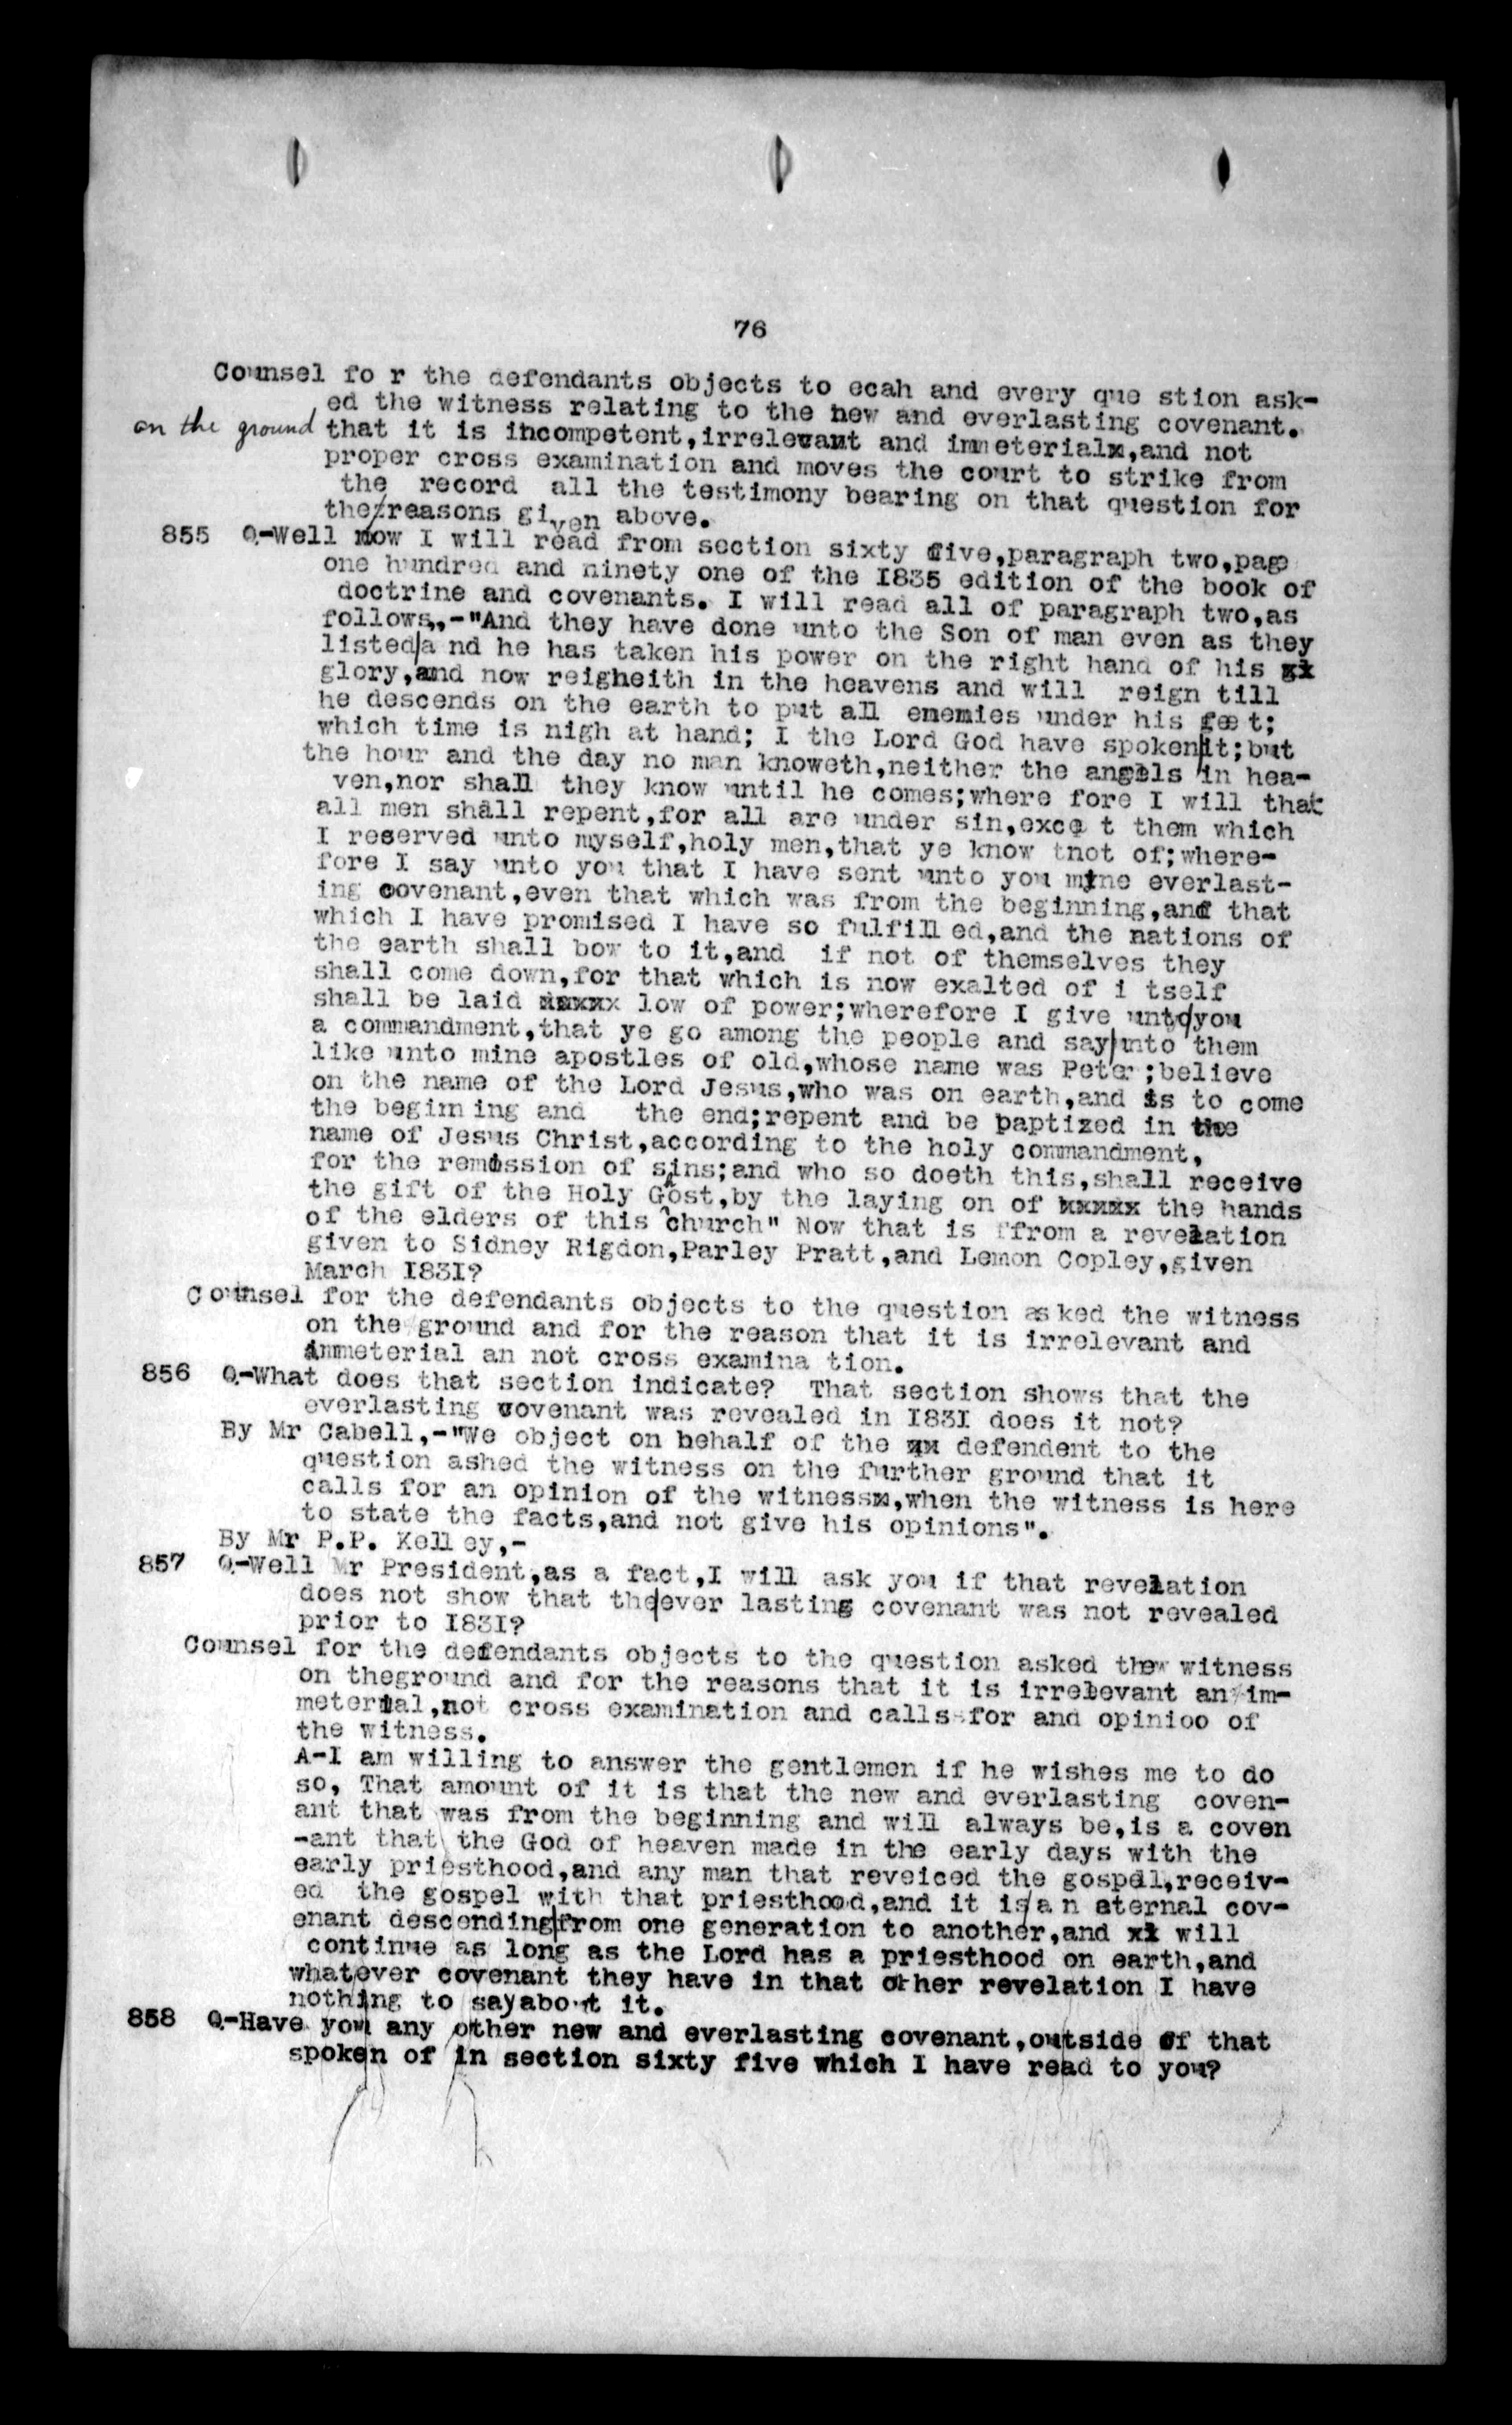 76
Counsel fo r the defendants objects to ecah and every que stion ask-
ed the witness relating to the new and everlasting covenant.
on the ground that it is incompetent,irrelevant and immeterialx,and not
proper cross examination and moves the court to strike from
the record all the testimony bearing on that question for
the/reasons given above.
855 Q-Well now I will read from section sixty five,paragraph two,page
one hundred and ninety one of the 1835 edition of the book of
doctrine and covenants. I will read all of paragraph two,as
follows,,-"And they have done unto the Son of man even as they
listed/a nd he has taken his power on the right hand of his xx
glory,and now reigheith in the heavens and will reign till
he descends on the earth to put all enemies under his feet;
which time is nigh at hand; I the Lord God have spoken/it;but
the hour and the day no man knoweth,neither the angels in hea-
ven,nor shall they know until he comes;where fore I will that
all men shall repent,for all are under sin,exce t them which
I reserved unto myself,holy men,that ye know tnot of;where-
fore I say unto you that I have sent unto you mine everlast-
ing covenant,even that which was from the beginning,and that
which I have promised I have so fulfill ed,and the nations of
the earth shall bow to it,and if not of themselves they
shall come down,for that which is now exalted of i tself
shall be laid xxxxx low of power;wherefore I give unto/you
a commandment,that ye go among the people and say/unto them
like unto mine apostles of old,whose name was Peter ;believe
on the name of the Lord Jesus,who was on earth,and is to come
the beginn ing and the end;repent and be baptized in the
name of Jesus Christ,according to the holy commandment,
for the remission of sins;and who so doeth this,shall receive
the gift of the Holy Ghost,by the laying on of xxxxx the hands
of the elders of this church" Now that is ffrom a revelation
given to Sidney Rigdon,Parley Pratt,and Lemon Copley,given
March 1831?
Counsel for the defendants objects to the question as ked the witness
on the ground and for the reason that it is irrelevant and
immeterial an not cross examina tion.
856 Q-What does that section indicate? That section shows that the
everlasting covenant was revealed in 1831 does it not?
By Mr Cabell,-"We object on behalf of the xx defendent to the
question ashed the witness on the further ground that it
calls for an opinion of the witnessx,when the witness is here
to state the facts,and not give his opinions".
By Mr P.P. Kell ey,-
857 Q-Well Mr President,as a fact,I will ask you if that revelation
does not show that the/ever lasting covenant was not revealed
prior to 1831?
Counsel for the defendants objects to the question asked the witness
on theground and for the reasons that it is irrelevant an im-
meterial,not cross examination and calls for and opinioo of
the witness.
A-I am willing to answer the gentlemen if he wishes me to do
so, That amount of it is that the new and everlasting coven-
ant that was from the beginning and will always be,is a coven
-ant that the God of heaven made in the early days with the
early priesthood,and any man that reveiced the gospel,receiv-
ed the gospel with that priesthood,and it is/a n eternal cov-
enant descending/from one generation to another,and xx will
continue as long as the Lord has a priesthood on earth,and
whatever covenant they have in that other revelation I have
nothing to say about it.
858 Q-Have you any other new and everlasting covenant,outside of that
spoken of in section sixty five which I have read to you?